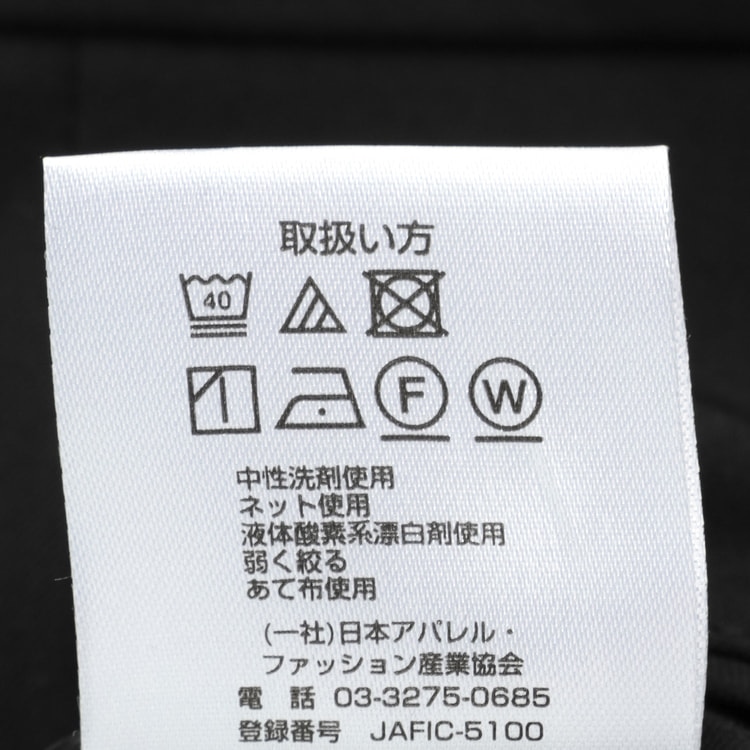 取扱い方
40
F W
中性洗剤使用
ネット使用
液体酸素系漂白剤使用
弱く絞る
あて布使用
(一社)日本アパレル・
ファッション産業協会
電 話 03-3275-0685
登録番号 JAFIC-5100